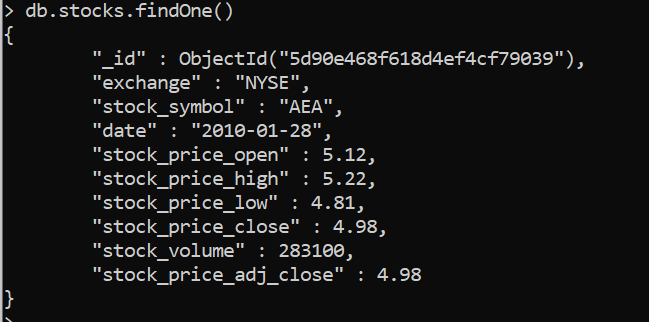 > db.stocks.findOne()
{
"_id" : ObjectId("5d90e468f618d4ef4cf79039"),
"exchange" : "NYSE",
"stock_symbol" : "AEA",
"date" : "2010-01-28",
"stock_price_open" : 5.12,
"stock_price_high" : 5.22,
"stock_price_low" : 4.81,
"stock_price_close" : 4.98,
"stock_volume" : 283100,
"stock_price_adj_close" : 4.98
}
>